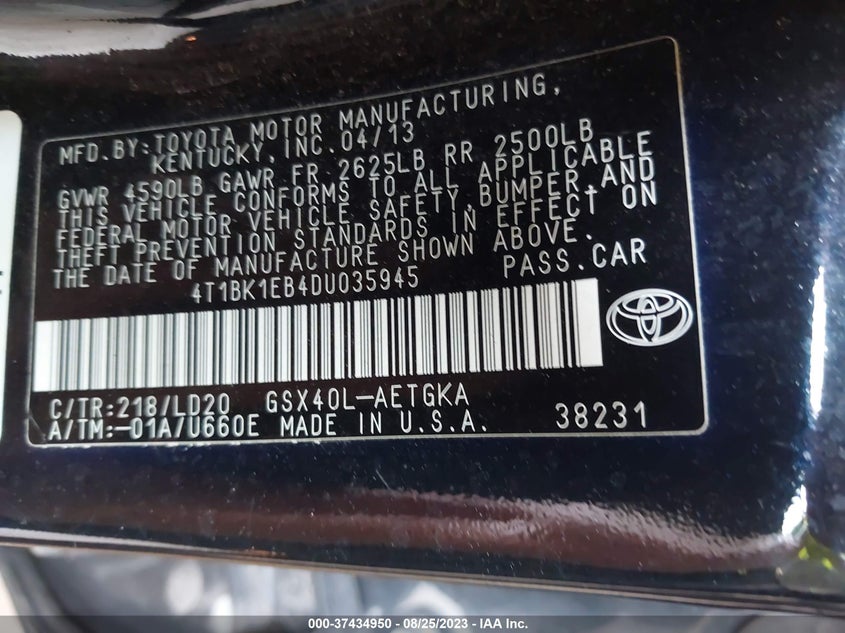 MFD.BY:TOYOTA MOTOR MANUFACTURING,
KENTUCKY,INC.04/13
GVWR 4590LB GAWR FR 2625LB RR 2500LB
THIS VEHICLE CONFORMS TO ALL APPLICABLE
FEDERAL MOTOR VEHICLE SAFETY,BUMPER,AND
THEFT PREVENTION STANDARDS IN EFFECT ON
THE DATE OF MANUFACTURE SHOWN ABOVE.
4T1BK1EB4DU035945 PASS.CAR
C/TR:218/LD20 GSX40L-AETGKA
A/TM:-01A/U660E MADE IN U.S.A. 38231
000-37434950 - 08/25/2023 - Copyright IAA, LLC